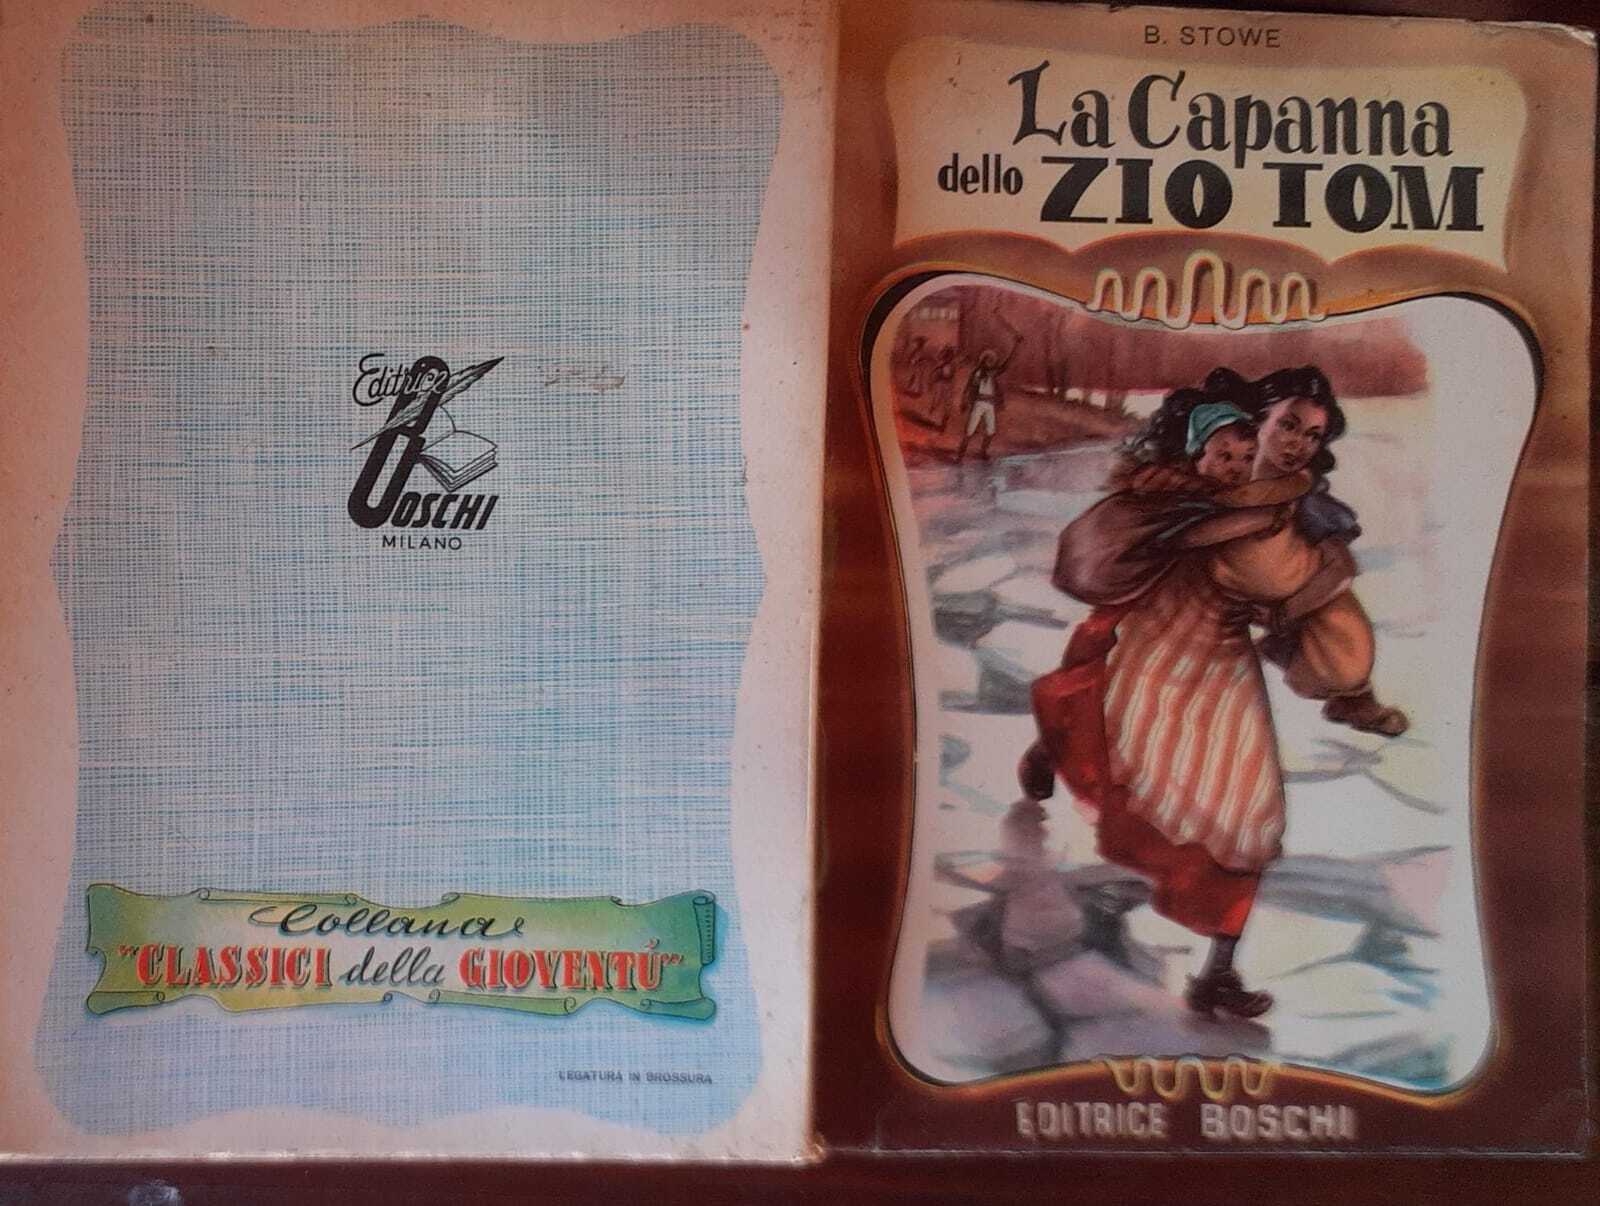 Editrice
BOSCHI
MILANO
Collana
"CLASSICI della GIOVENTÙ"
LEGATURA IN BROSSURA
B. STOWE
La Capanna
dello ZIO TOM
EDITRICE BOSCHI